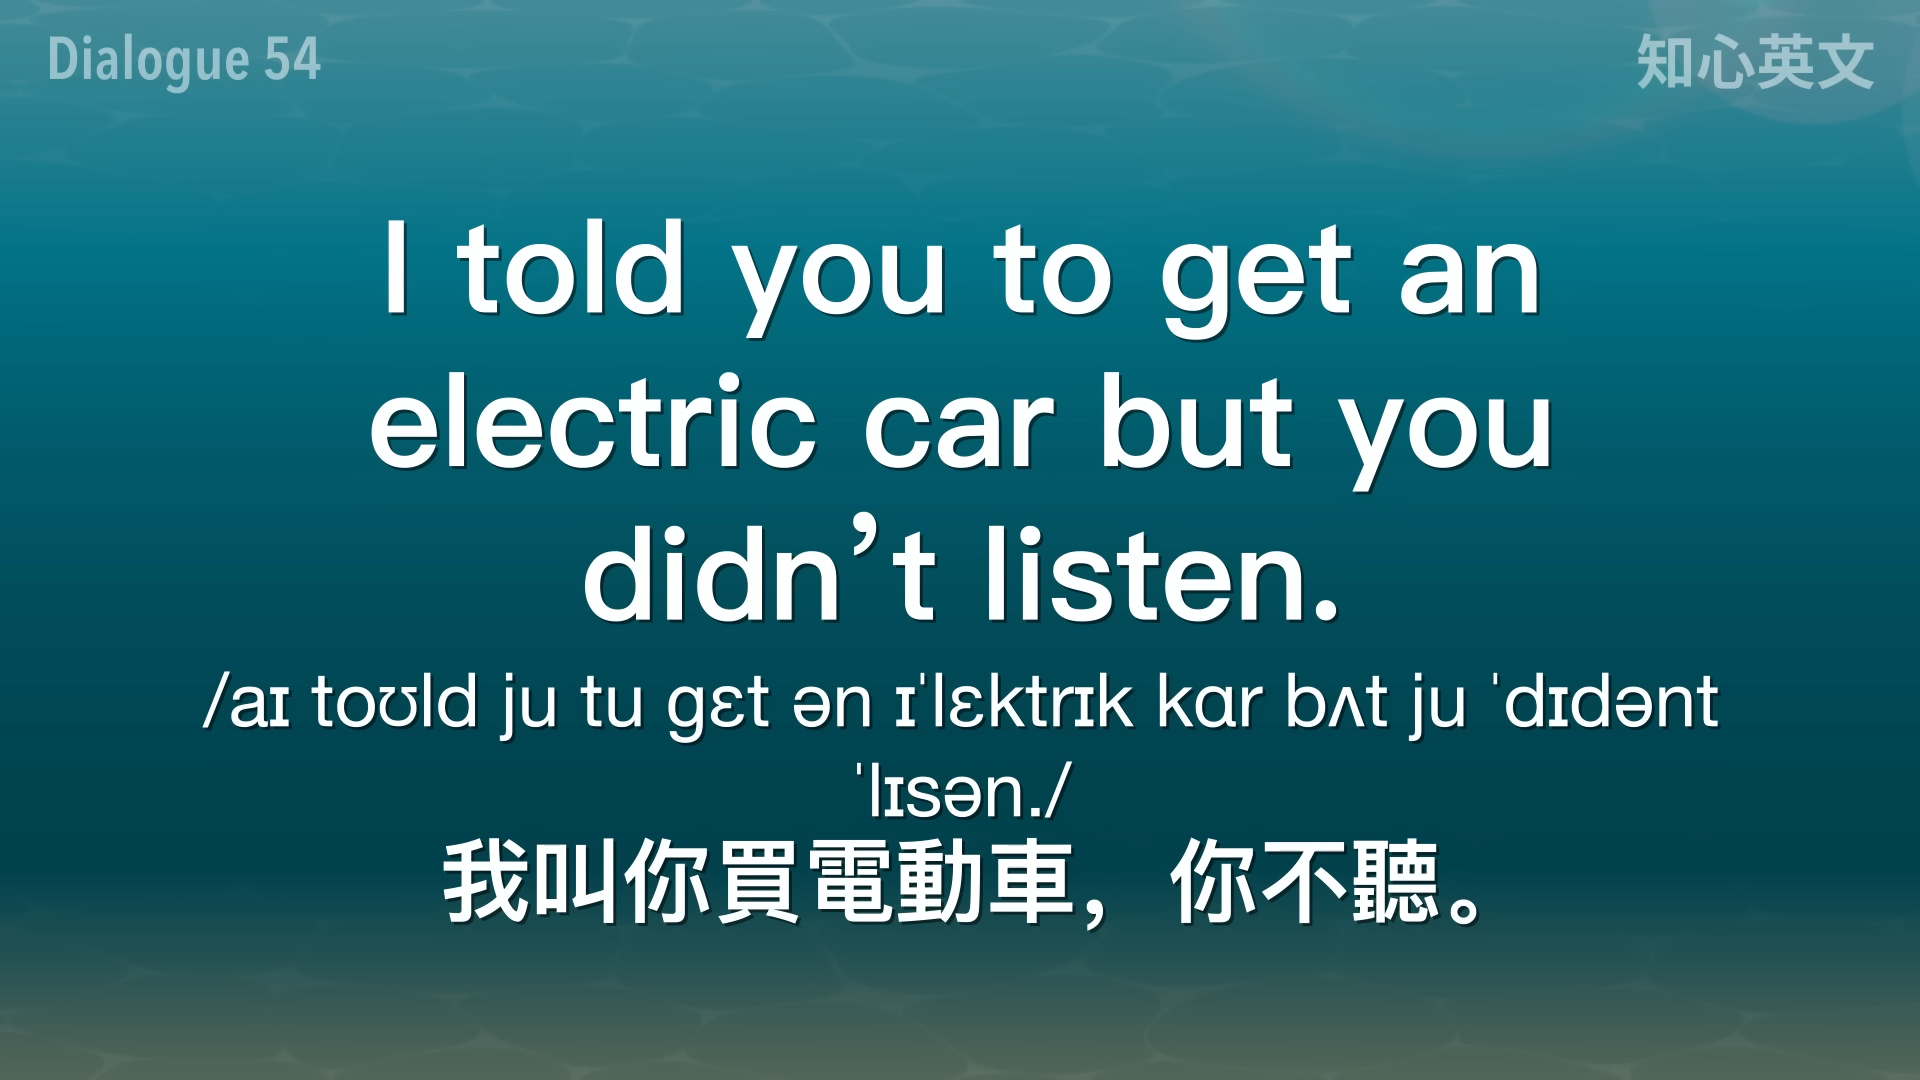 Dialogue 54
知心英文
I told you to get an
electric car but you
didn’t listen.
/aɪ toʊld ju tu gɛt ən ɪˈlɛktrɪk kɑr bʌt ju ˈdɪdənt
ˈlɪsən./
我叫你買電動車，你不聽。